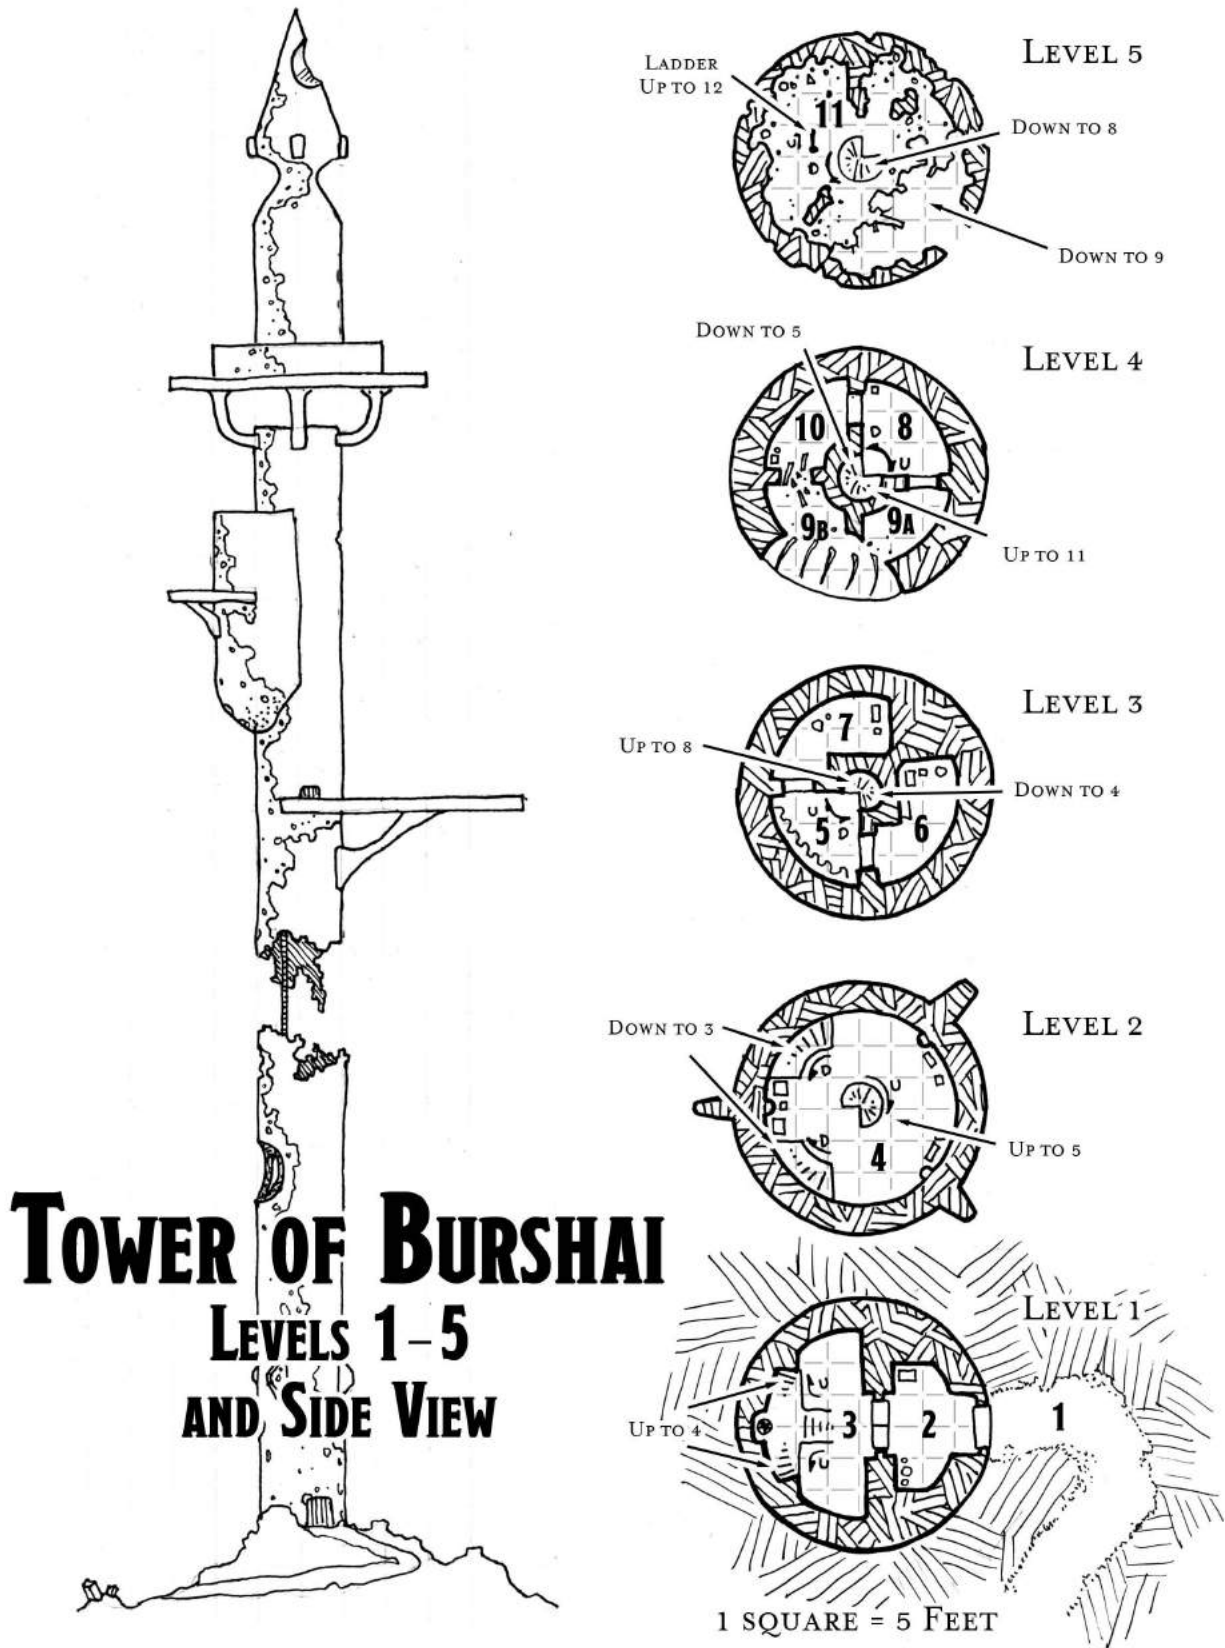 Tower of Burshai
Levels 1–5
and Side View
Level 5
Ladder
Up to 12
11
Down to 8
Down to 9
Level 4
Down to 5
10
8
U
9B
9A
Up to 11
Level 3
7
Up to 8
Down to 4
U
5
D
6
Level 2
Down to 3
D
U
D
4
Up to 5
Level 1
U
3
2
1
Up to 4
U
1 square = 5 Feet